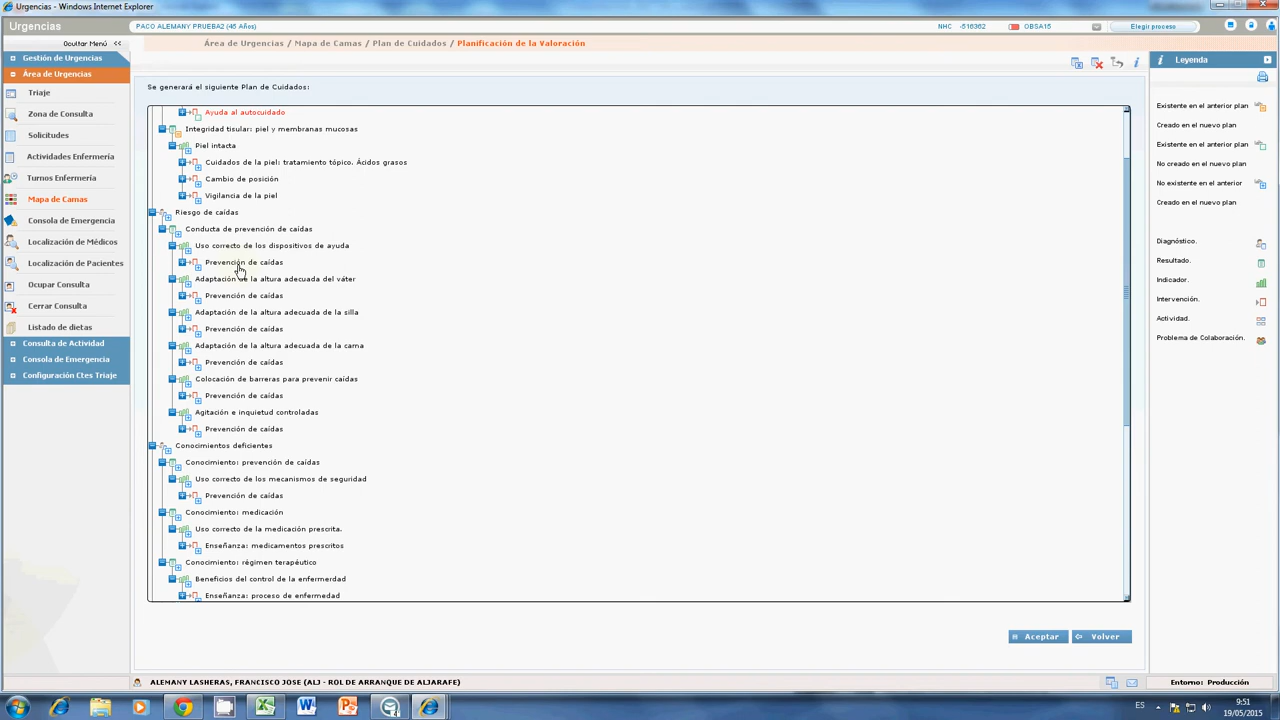 Urgencias - Windows Internet Explorer
Urgencias
PACO ALEMANY PRUEBA2 (45 Años)
NHC -516362
OBSA15
Elegir proceso
Ocultar Menú <<
Área de Urgencias / Mapa de Camas / Plan de Cuidados / Planificación de la Valoración
Gestión de Urgencias
Área de Urgencias
Triaje
Zona de Consulta
Solicitudes
Actividades Enfermería
Turnos Enfermería
Mapa de Camas
Consola de Emergencia
Localización de Médicos
Localización de Pacientes
Ocupar Consulta
Cerrar Consulta
Listado de dietas
Consulta de Actividad
Consola de Emergencia
Configuración Ctes Triaje
Se generará el siguiente Plan de Cuidados:
Ayuda al autocuidado
Integridad tisular: piel y membranas mucosas
Piel intacta
Cuidados de la piel: tratamiento tópico. Ácidos grasos
Cambio de posición
Vigilancia de la piel
Riesgo de caídas
Conducta de prevención de caídas
Uso correcto de los dispositivos de ayuda
Prevención de caídas
Adaptación de la altura adecuada del váter
Prevención de caídas
Adaptación de la altura adecuada de la silla
Prevención de caídas
Adaptación de la altura adecuada de la cama
Prevención de caídas
Colocación de barreras para prevenir caídas
Prevención de caídas
Agitación e inquietud controladas
Prevención de caídas
Conocimientos deficientes
Conocimiento: prevención de caídas
Uso correcto de los mecanismos de seguridad
Prevención de caídas
Conocimiento: medicación
Uso correcto de la medicación prescrita.
Enseñanza: medicamentos prescritos
Conocimiento: régimen terapéutico
Beneficios del control de la enfermerdad
Enseñanza: proceso de enfermedad
Aceptar
Volver
Leyenda
Existente en el anterior plan
Creado en el nuevo plan
Existente en el anterior plan
No creado en el nuevo plan
No existente en el anterior
Creado en el nuevo plan
Diagnóstico.
Resultado.
Indicador.
Intervención.
Actividad.
Problema de Colaboración.
ALEMANY LASHERAS, FRANCISCO JOSE (ALJ - ROL DE ARRANQUE DE ALJARAFE)
Entorno: Producción
ES
9:51
19/05/2015